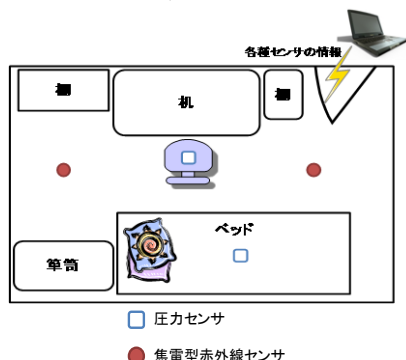 各種センサの情報
棚
机
棚
ベッド
箪笥
圧力センサ
焦電型赤外線センサ